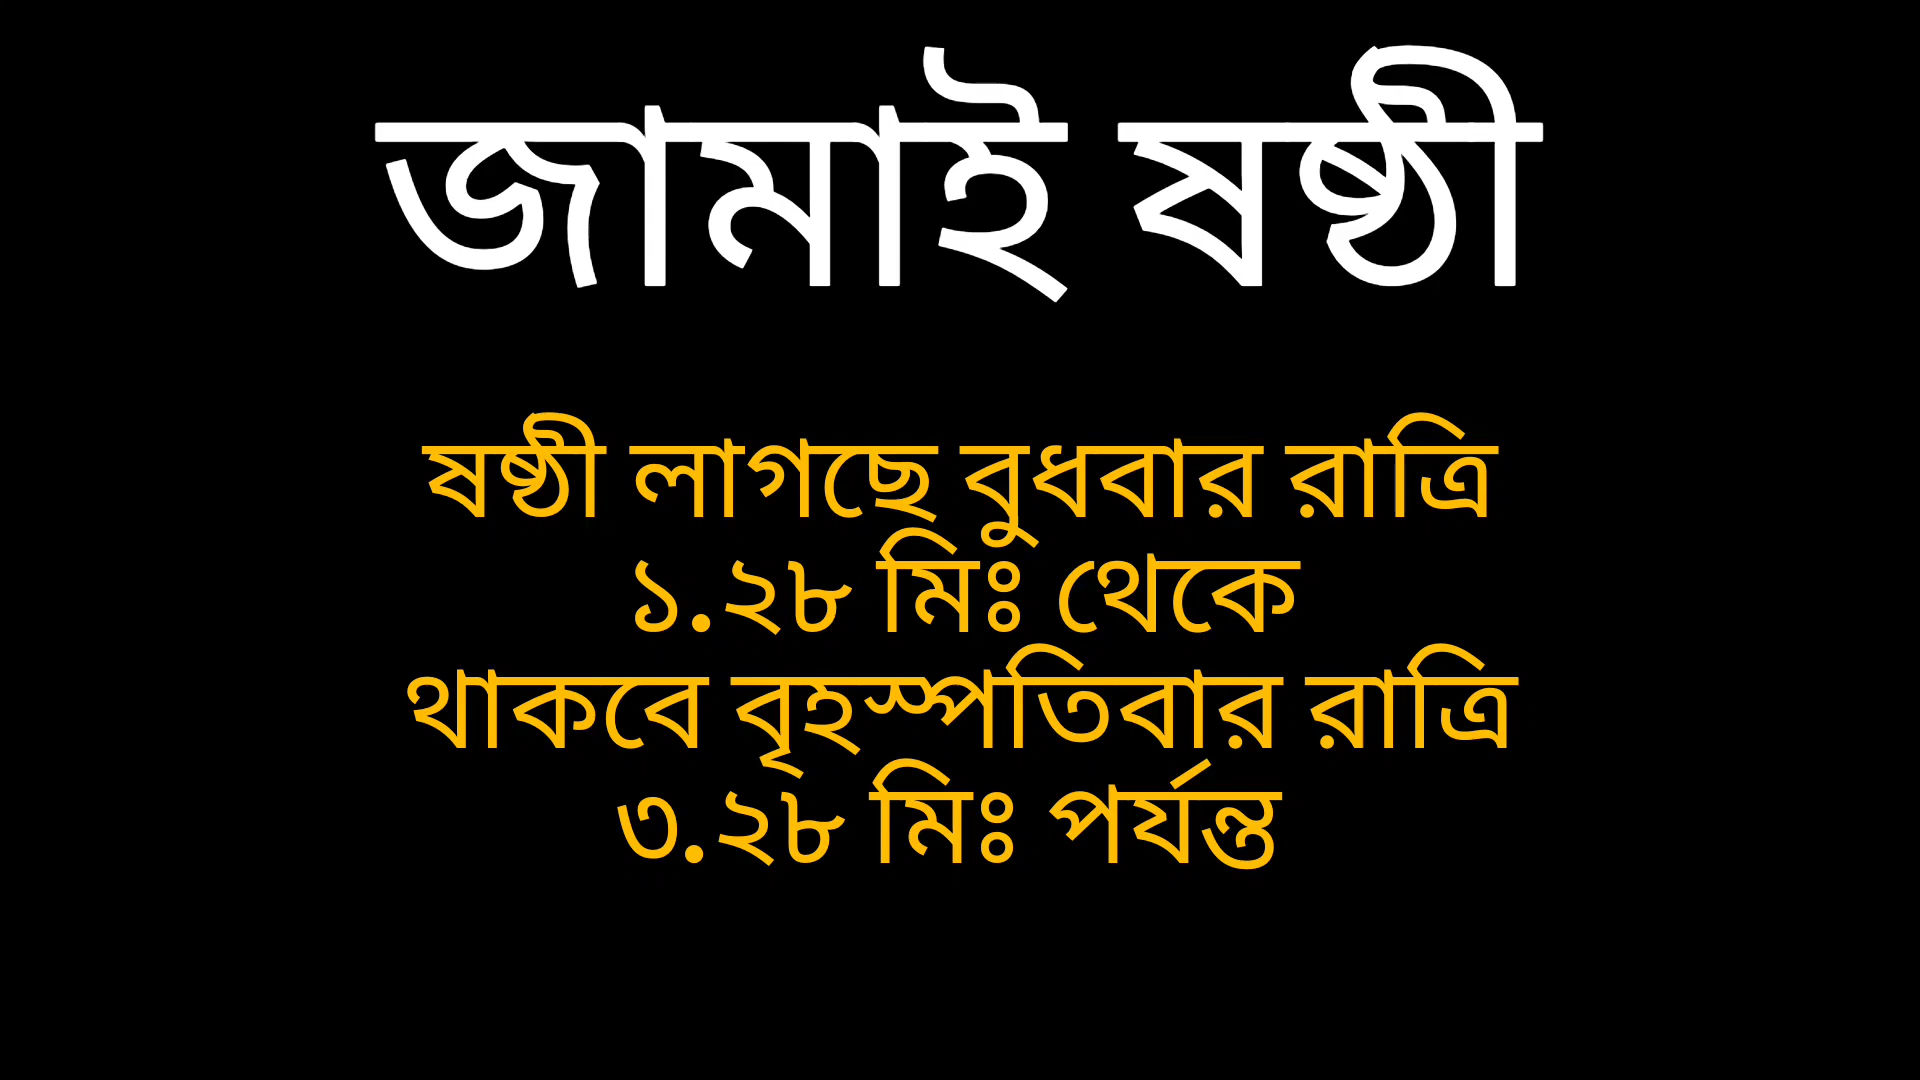 জামাই ষষ্ঠী
ষষ্ঠী লাগছে বুধবার রাত্রি
১.২৮ মিঃ থেকে
থাকবে বৃহস্পতিবার রাত্রি
৩.২৮ মিঃ পর্যন্ত